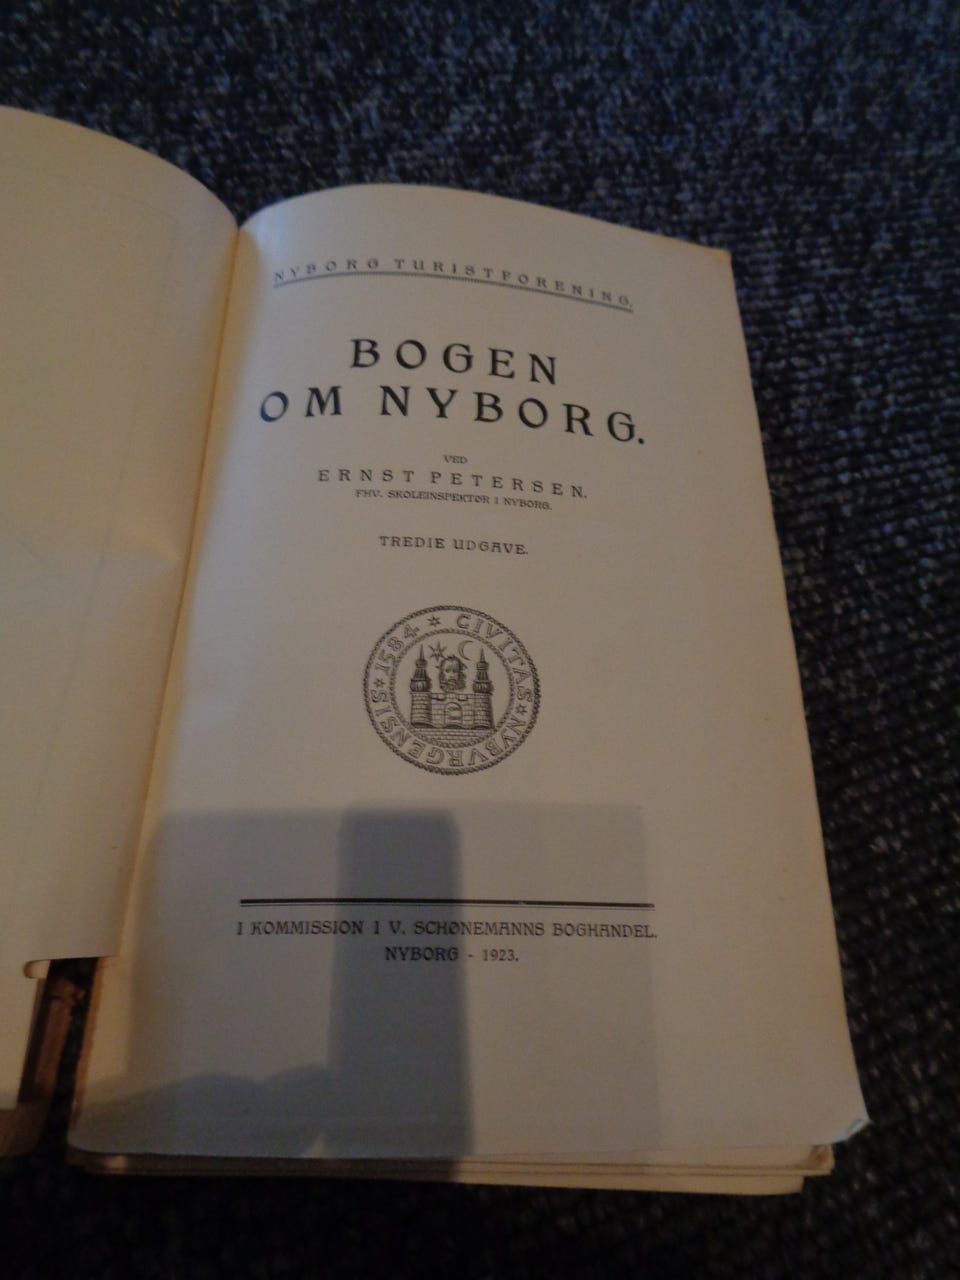 NYBORG TURISTFORENING.
BOGEN
OM NYBORG.
VED
ERNST PETERSEN.
FHV. SKOLEINSPEKTØR I NYBORG.
TREDIE UDGAVE.
CIVITAS * NYBVRGENSIS * 1584 *
I KOMMISSION I V. SCHØNEMANNS BOGHANDEL.
NYBORG - 1923.